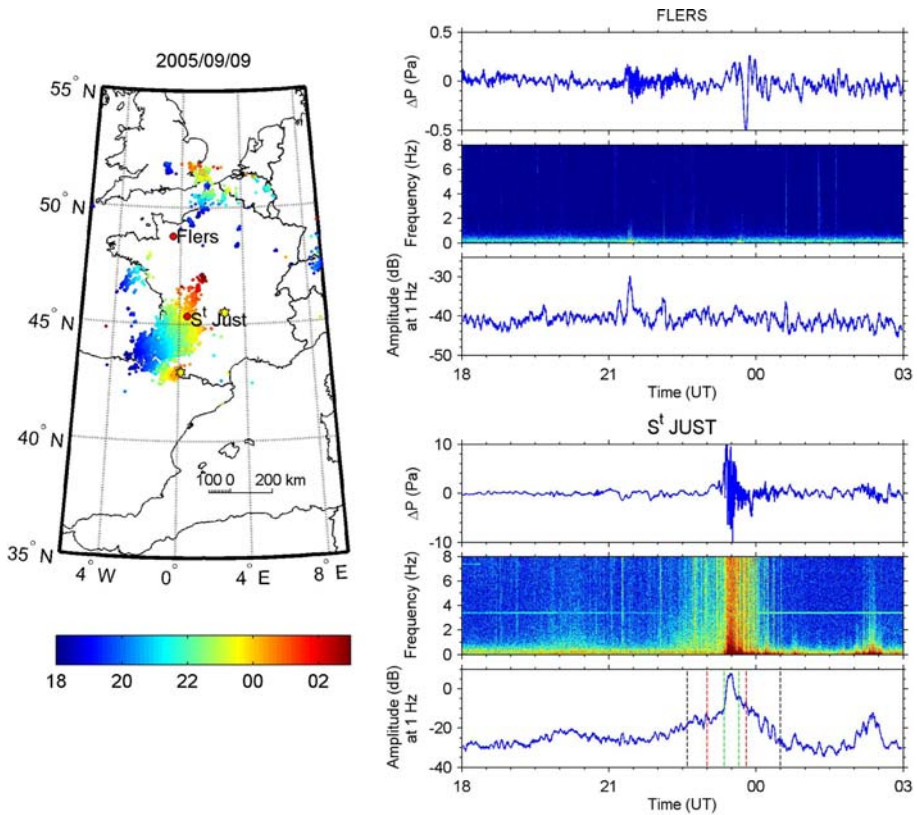 2005/09/09
55° N
50° N
45° N
40° N
35° N
4° W
0°
4° E
8° E
Flers
Sᵗ Just
100 0 200 km
18 20 22 00 02
FLERS
ΔP (Pa)
0.5
0
-0.5
Frequency (Hz)
8
6
4
2
0
Amplitude (dB)
at 1 Hz
-30
-40
-50
18 21 00 03
Time (UT)
Sᵗ JUST
ΔP (Pa)
10
0
-10
Frequency (Hz)
8
6
4
2
0
Amplitude (dB)
at 1 Hz
0
-20
-40
18 21 00 03
Time (UT)